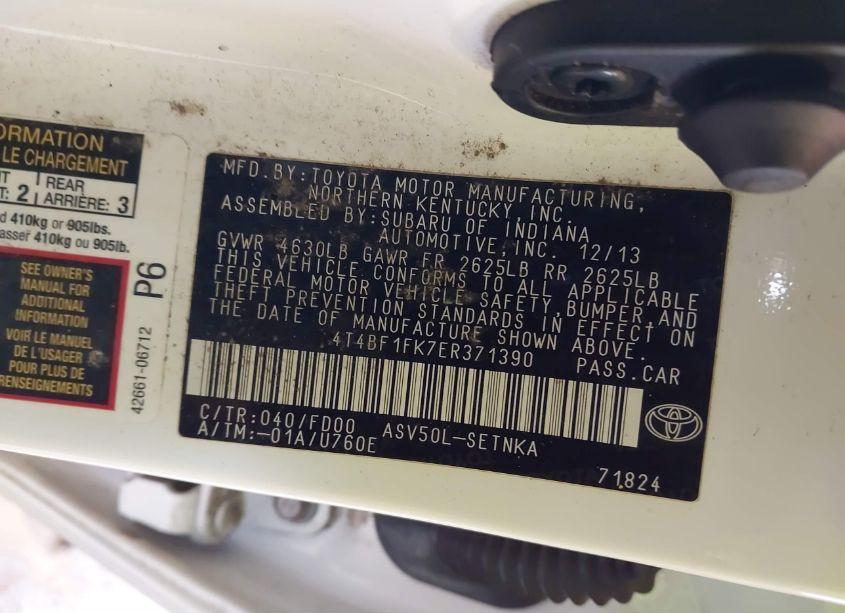 ORMATION
LE CHARGEMENT
REAR
: 2 ARRIÈRE: 3
410kg or 905lbs.
asser 410kg ou 905lb.
SEE OWNER'S
MANUAL FOR
ADDITIONAL
INFORMATION
VOIR LE MANUEL
DE L'USAGER
POUR PLUS DE
RENSEIGNEMENTS
P6
42661-06712
MFD.BY:TOYOTA MOTOR MANUFACTURING,
NORTHERN KENTUCKY,INC.
ASSEMBLED BY:SUBARU OF INDIANA
AUTOMOTIVE,INC. 12/13
GVWR 4630LB GAWR FR 2625LB RR 2625LB
THIS VEHICLE CONFORMS TO ALL APPLICABLE
FEDERAL MOTOR VEHICLE SAFETY,BUMPER AND
THEFT PREVENTION STANDARDS IN EFFECT ON
THE DATE OF MANUFACTURE SHOWN ABOVE.
4T4BF1FK7ER371390 PASS.CAR
C/TR:040/FD00 ASV50L-SETNKA
A/TM:-01A/U760E
71824